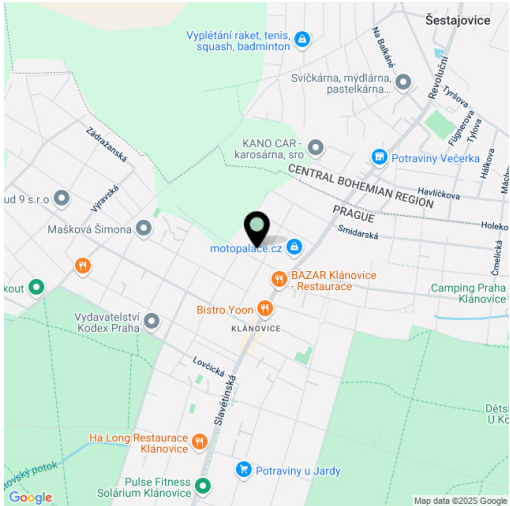 Šestajovice
Vyplétání raket, tenis,
squash, badminton
Na Balkáně
Revoluční
Svíčkárna, mýdlárna,
pastelkárna...
Tyršova
Fügnerova
Tylova
Hálkova
Zádražanská
KANO CAR -
karosárna, sro
Potraviny Večerka
CENTRAL BOHEMIAN REGION
Havlíčkova
PRAGUE
Výravská
ud 9 s.r.o
Mašková Šimona
Smidarská
Holeko
motopalace.cz
Čmelická
BAZAR Klánovice
- Restaurace
kout
Camping Praha
Klánovice
Bistro Yoon
Vydavatelství
Kodex Praha
KLÁNOVICE
Lovčická
Slavětínská
Děts
U Ko
Ha Long Restaurace
Klánovice
tovský potok
Potraviny u Jardy
Pulse Fitness
Solárium Klánovice
Google
Map data ©2025 Google